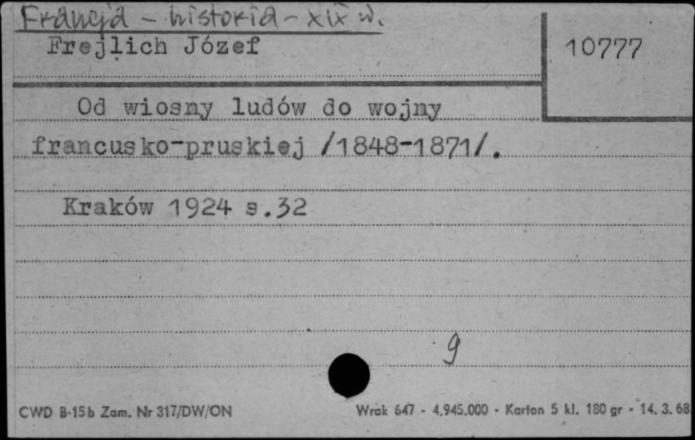 Francja - historia - XIX w.
Frejlich Józef
10777
Od wiosny ludów do wojny
francusko-pruskiej /1848-1871/.
Kraków 1924 s.32
9
CWD B-15b Zam. Nr 317/DW/ON
Wrak 647 - 4.945.000 - Karton 5 kl. 180 gr - 14. 3. 68